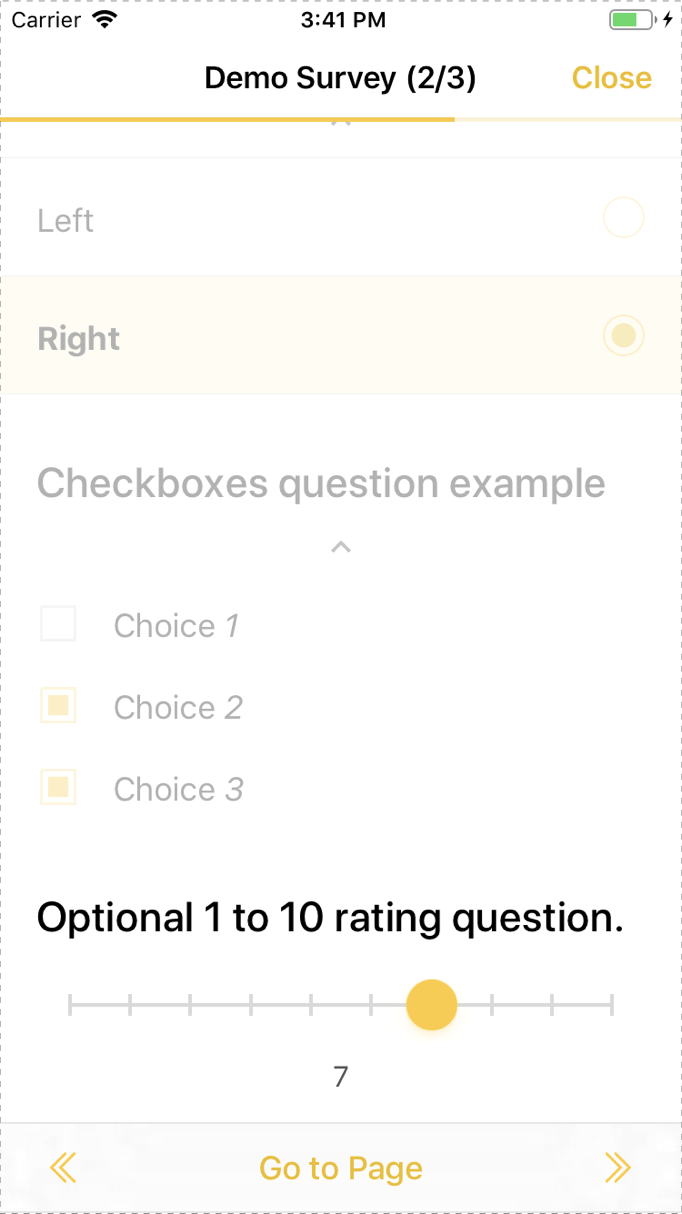 Carrier 3:41 PM
Demo Survey (2/3) Close
Left
Right
Checkboxes question example
Choice 1
Choice 2
Choice 3
Optional 1 to 10 rating question.
7
Go to Page